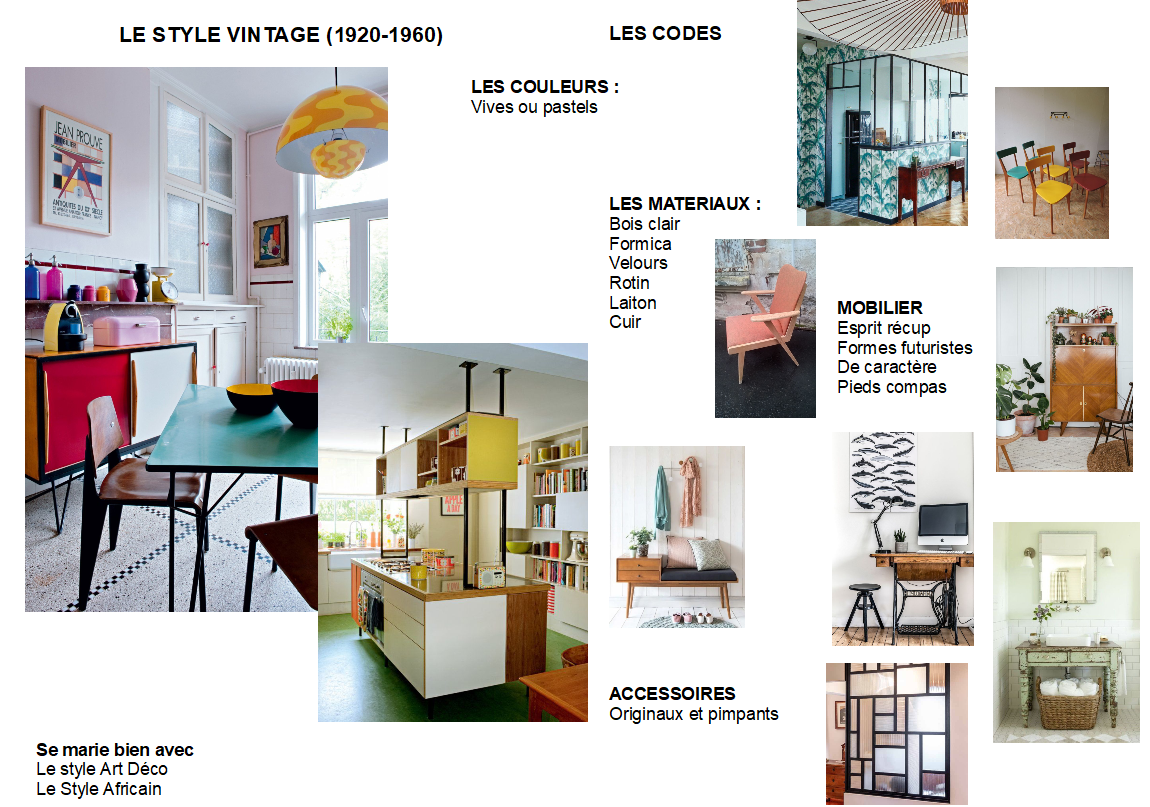 LE STYLE VINTAGE (1920-1960)
LES CODES
LES COULEURS :
Vives ou pastels
JEAN PROUVÉ
LES MATERIAUX :
Bois clair
Formica
Velours
Rotin
Laiton
Cuir
MOBILIER
Esprit récup
Formes futuristes
De caractère
Pieds compas
ACCESSOIRES
Originaux et pimpants
Se marie bien avec
Le style Art Déco
Le Style Africain